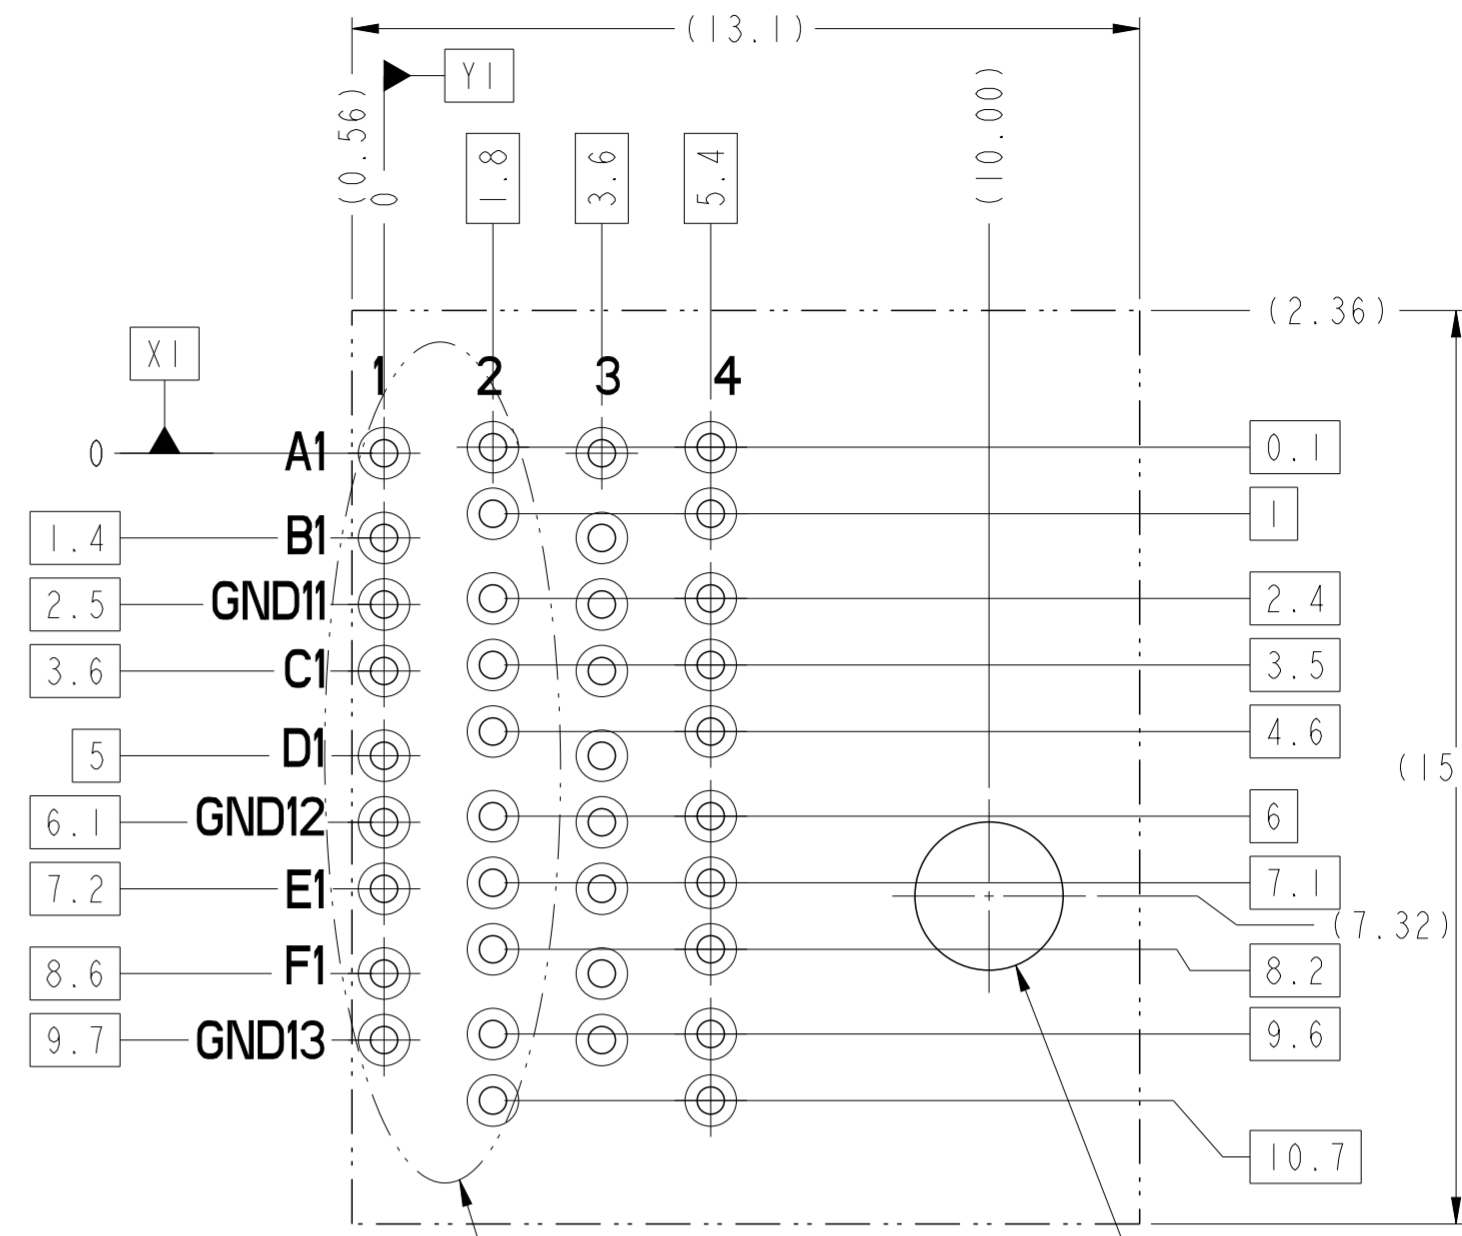 (13.1)
Y1
(0.56)
0
1.8
3.6
5.4
(10.00)
(2.36)
X1
1 2 3 4
0 A1 0.1
1
1.4 B1
2.5 GND11 2.4
3.6 C1 3.5
4.6
5 D1
(15
6.1 GND12 6
7.2 E1 7.1
(7.32)
8.6 F1 8.2
9.7 GND13 9.6
10.7